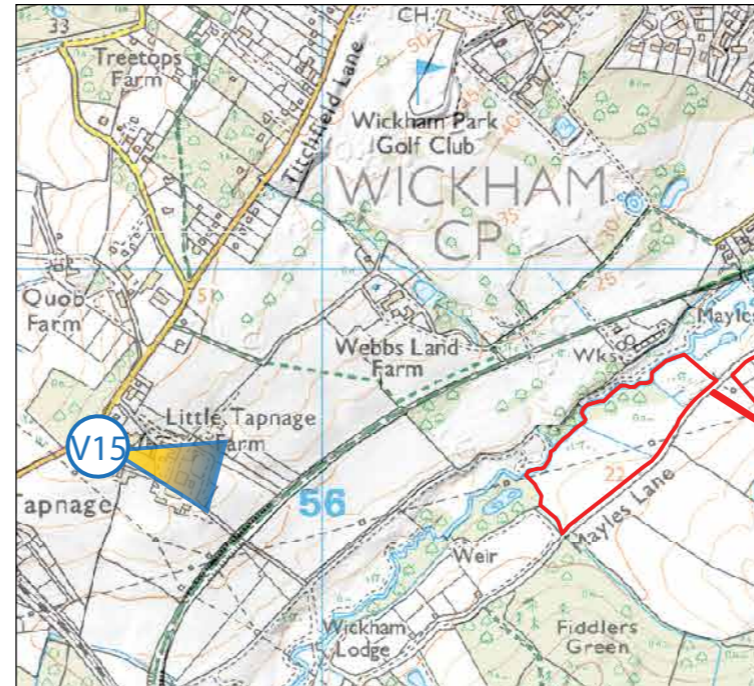 CH
33
50
Treetops
Farm
45
40
Titchfield Lane
Wickham Park
Golf Club
WICKHAM
CP
35
30
25
51
Quob
Farm
Mayles
Webbs Land
Farm
Wks
Little Tapnage
Farm
V15
22
apnage
56
Mayles Lane
Weir
Wickham
Lodge
Fiddlers
Green